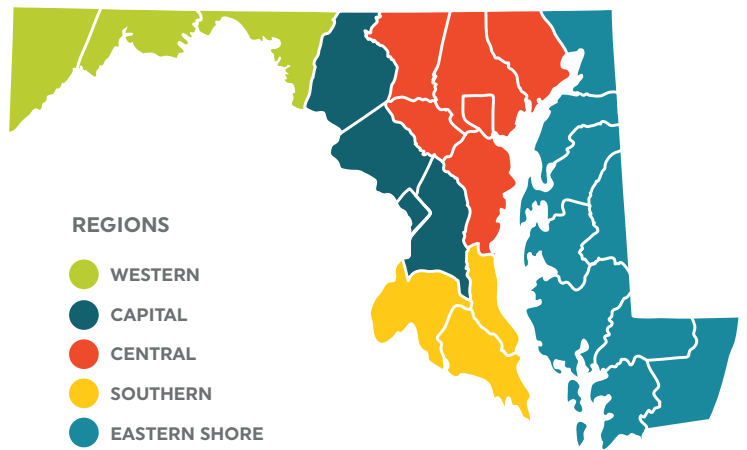 REGIONS
WESTERN
CAPITAL
CENTRAL
SOUTHERN
EASTERN SHORE